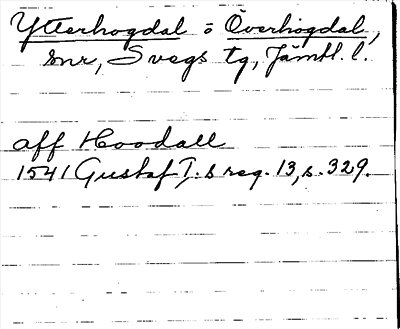 Ytterhogdal o Överhogdal,
snr, Svegs tg, Jämtl. l.
aff Hoodall
1541 Gustaf I:s reg. 13, s. 329.